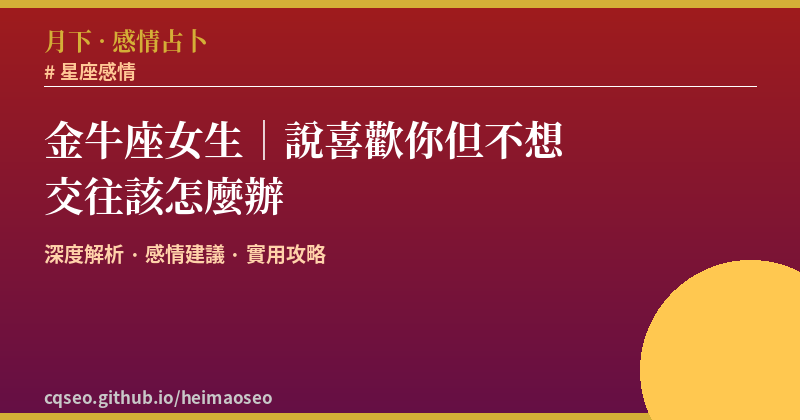 月下 · 感情占卜
# 星座感情
金牛座女生｜說喜歡你但不想
交往該怎麼辦
深度解析 · 感情建議 · 實用攻略
cqseo.github.io/heimaoseo